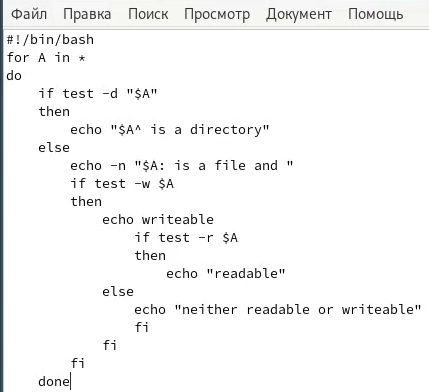 Файл Правка Поиск Просмотр Документ Помощь
#!/bin/bash
for A in *
do
    if test -d "$A"
    then
        echo "$A^ is a directory"
    else
        echo -n "$A: is a file and "
        if test -w $A
        then
            echo writeable
                if test -r $A
                then
                    echo "readable"
            else
                echo "neither readable or writeable"
                fi
            fi
        fi
    done